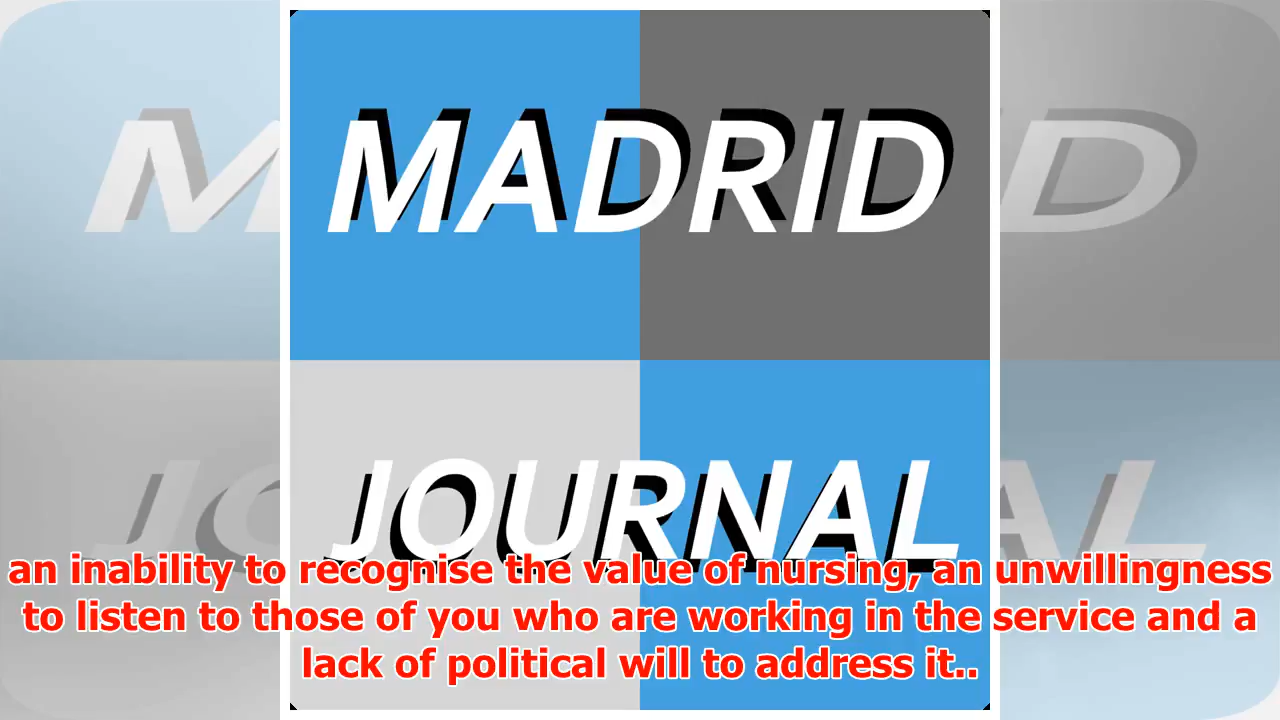 MADRID
JOURNAL
an inability to recognise the value of nursing, an unwillingness
to listen to those of you who are working in the service and a
lack of political will to address it..